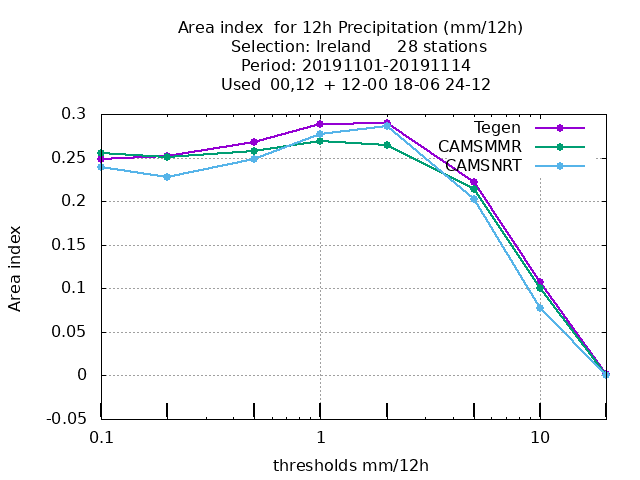 Area index  for 12h Precipitation (mm/12h)
Selection: Ireland     28 stations
Period: 20191101-20191114
Used  00,12  + 12-00 18-06 24-12
0.3
0.25
0.2
0.15
0.1
0.05
0
-0.05
Area index
Tegen
CAMSMMR
CAMSNRT
0.1 1 10
thresholds mm/12h